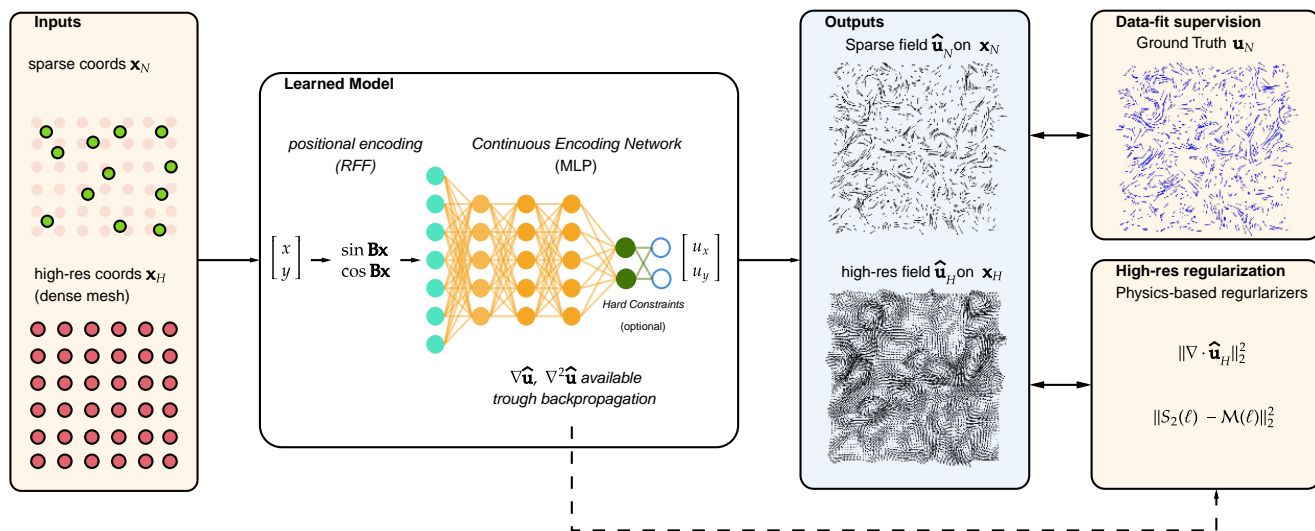 Inputs
sparse coords 𝐱_N
high-res coords 𝐱_H
(dense mesh)
Learned Model
positional encoding
(RFF)
Continuous Encoding Network
(MLP)
[ x
y ]
sin 𝐁𝐱
cos 𝐁𝐱
[ u_x
u_y ]
Hard Constraints
(optional)
∇𝐮̂, ∇²𝐮̂ available
trough backpropagation
Outputs
Sparse field 𝐮̂_N on 𝐱_N
high-res field 𝐮̂_H on 𝐱_H
Data-fit supervision
Ground Truth 𝐮_N
High-res regularization
Physics-based regurlarizers
‖∇ · 𝐮̂_H‖₂²
‖S₂(ℓ) − ℳ(ℓ)‖₂²